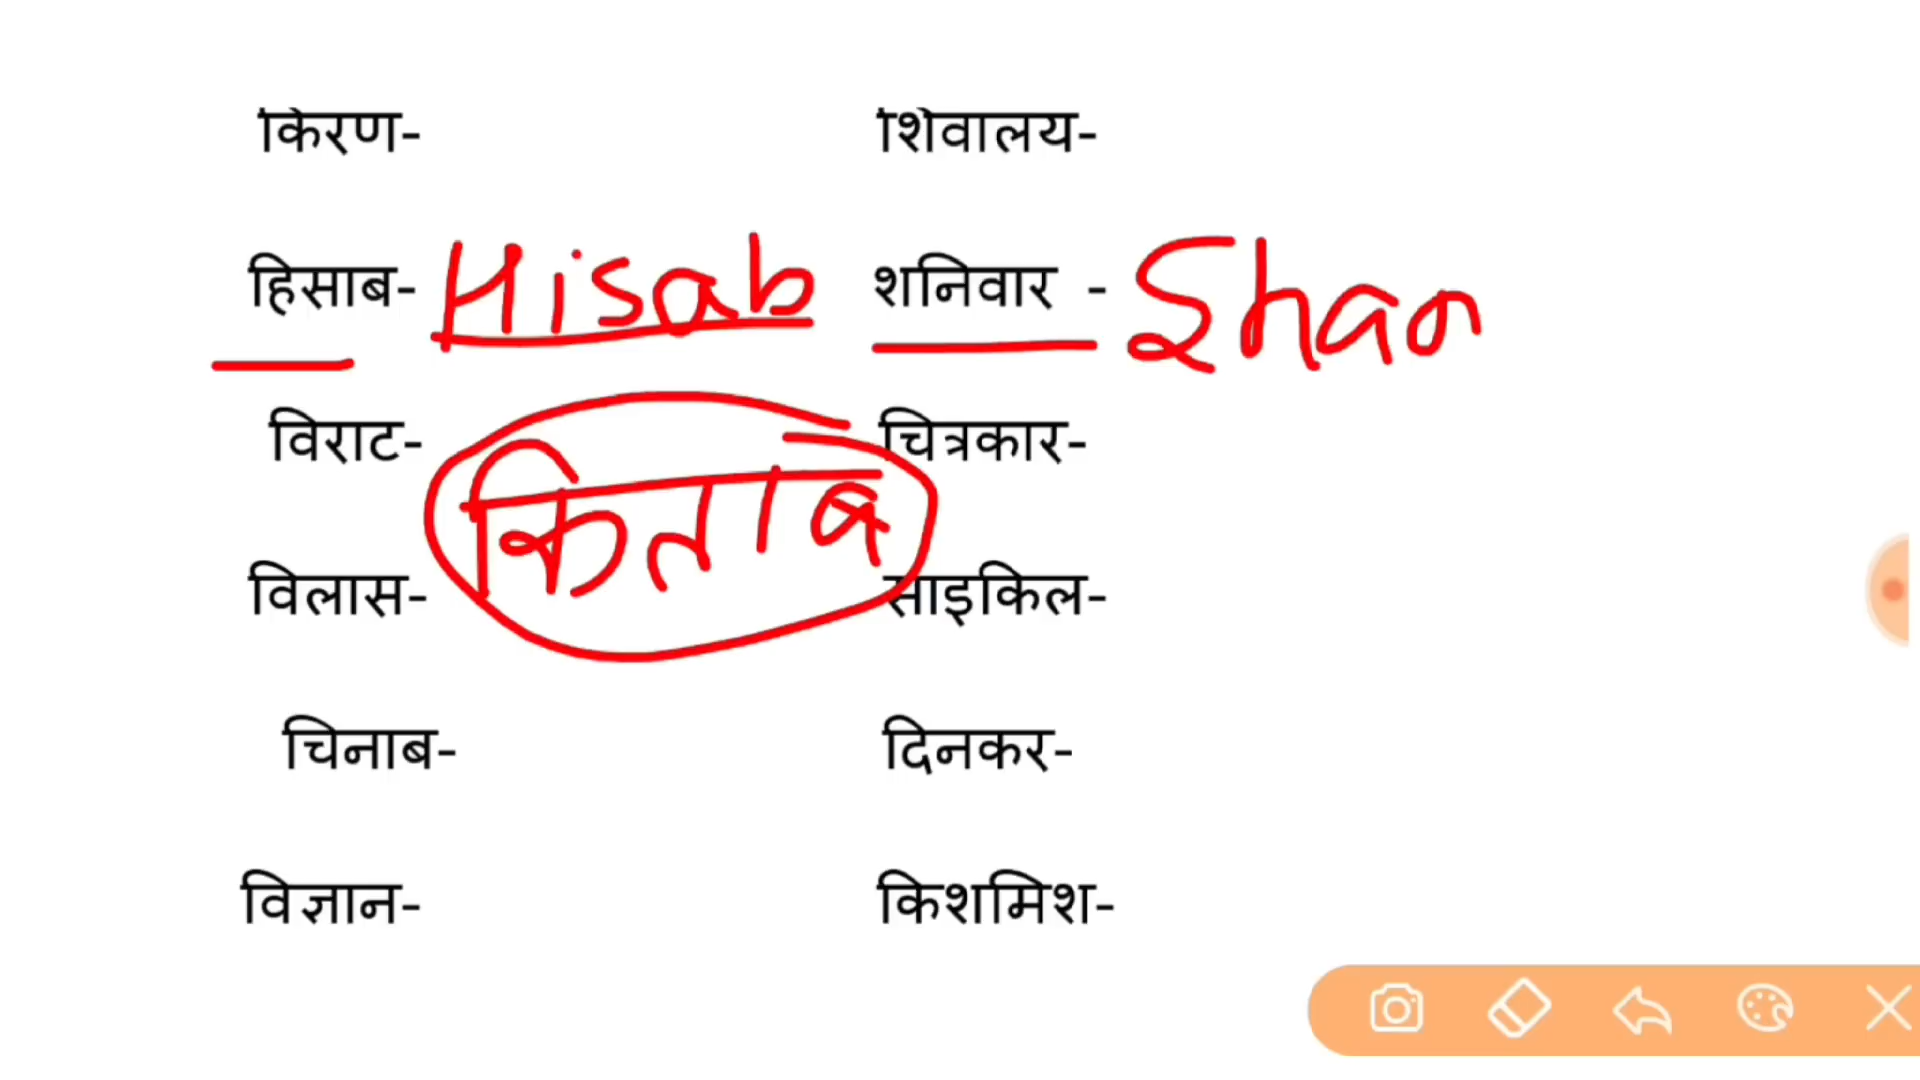 किरण- शिवालय-
हिसाब- Hisab शनिवार - Shan
विराट- चित्रकार-
किताब
विलास- साइकिल-
चिनाब- दिनकर-
विज्ञान- किशमिश-